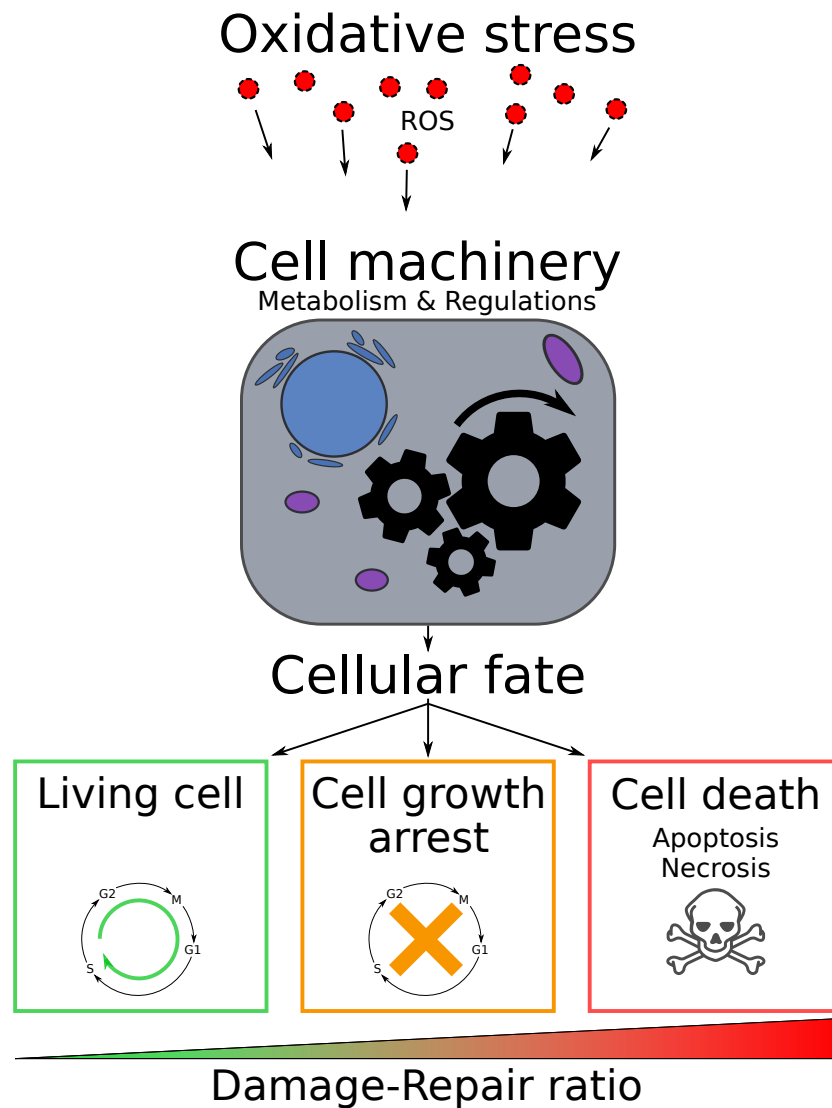 Oxidative stress
ROS
Cell machinery
Metabolism & Regulations
Cellular fate
Living cell
G2
M
S
G1
Cell growth
arrest
G2
M
S
G1
Cell death
Apoptosis
Necrosis
Damage-Repair ratio